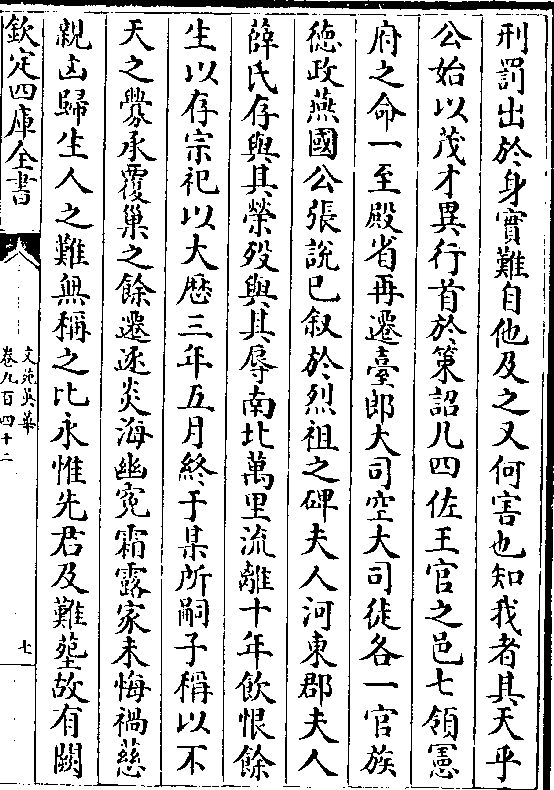 刑罰出於身實難自他及之又何害也知我者其天乎
公始以茂才異行首於策詔凡四佐王官之邑七領憲
府之命一至殿省再遷臺郎大司空大司徒各一官族
徳政燕國公張説已叙於烈祖之碑夫人河東郡夫人
薛氏存與其榮殁與其辱南北萬里流離十年飲恨餘
生以存宗祀以大厯三年五月終于某所嗣子稱以不
天之釁承覆巢之餘遷逐炎海幽寃霜露家未悔禍慈
親凶歸生人之難無稱之比永惟先君及難塟故有闕
欽定四庫全書
文苑英華
卷九百四十二
七